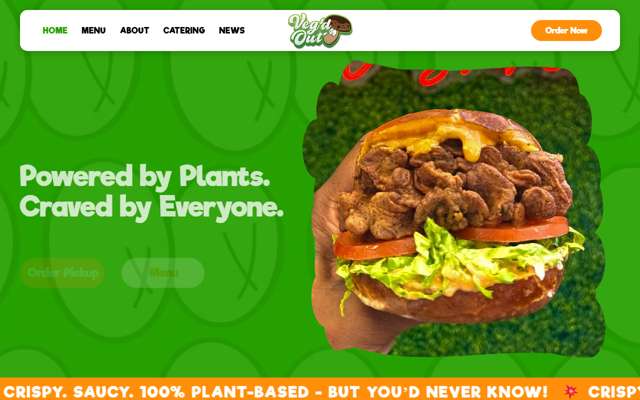 HOME
MENU
ABOUT
CATERING
NEWS
Veg'd
Out
Order Now
Powered by Plants.
Craved by Everyone.
Order Pickup
Menu
CRISPY. SAUCY. 100% PLANT-BASED - BUT YOU'D NEVER KNOW!
CRISPY